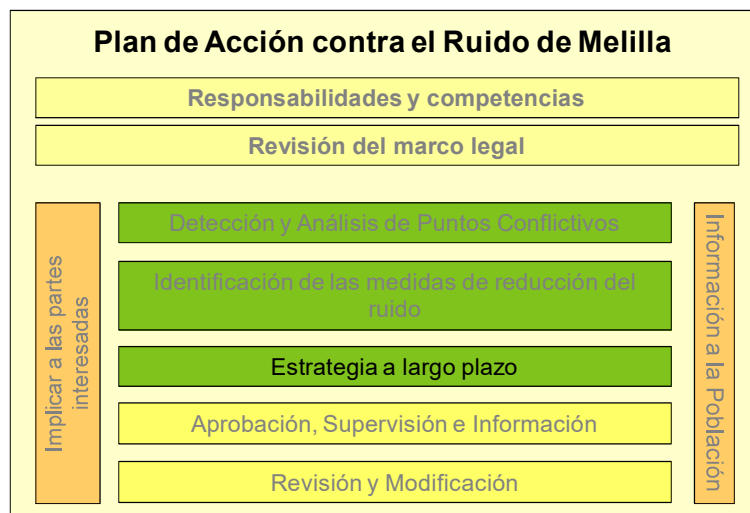 Plan de Acción contra el Ruido de Melilla
Responsabilidades y competencias
Revisión del marco legal
Implicar a las partes
interesadas
Detección y Análisis de Puntos Conflictivos
Identificación de las medidas de reducción del
ruido
Estrategia a largo plazo
Aprobación, Supervisión e Información
Revisión y Modificación
Información a la Población